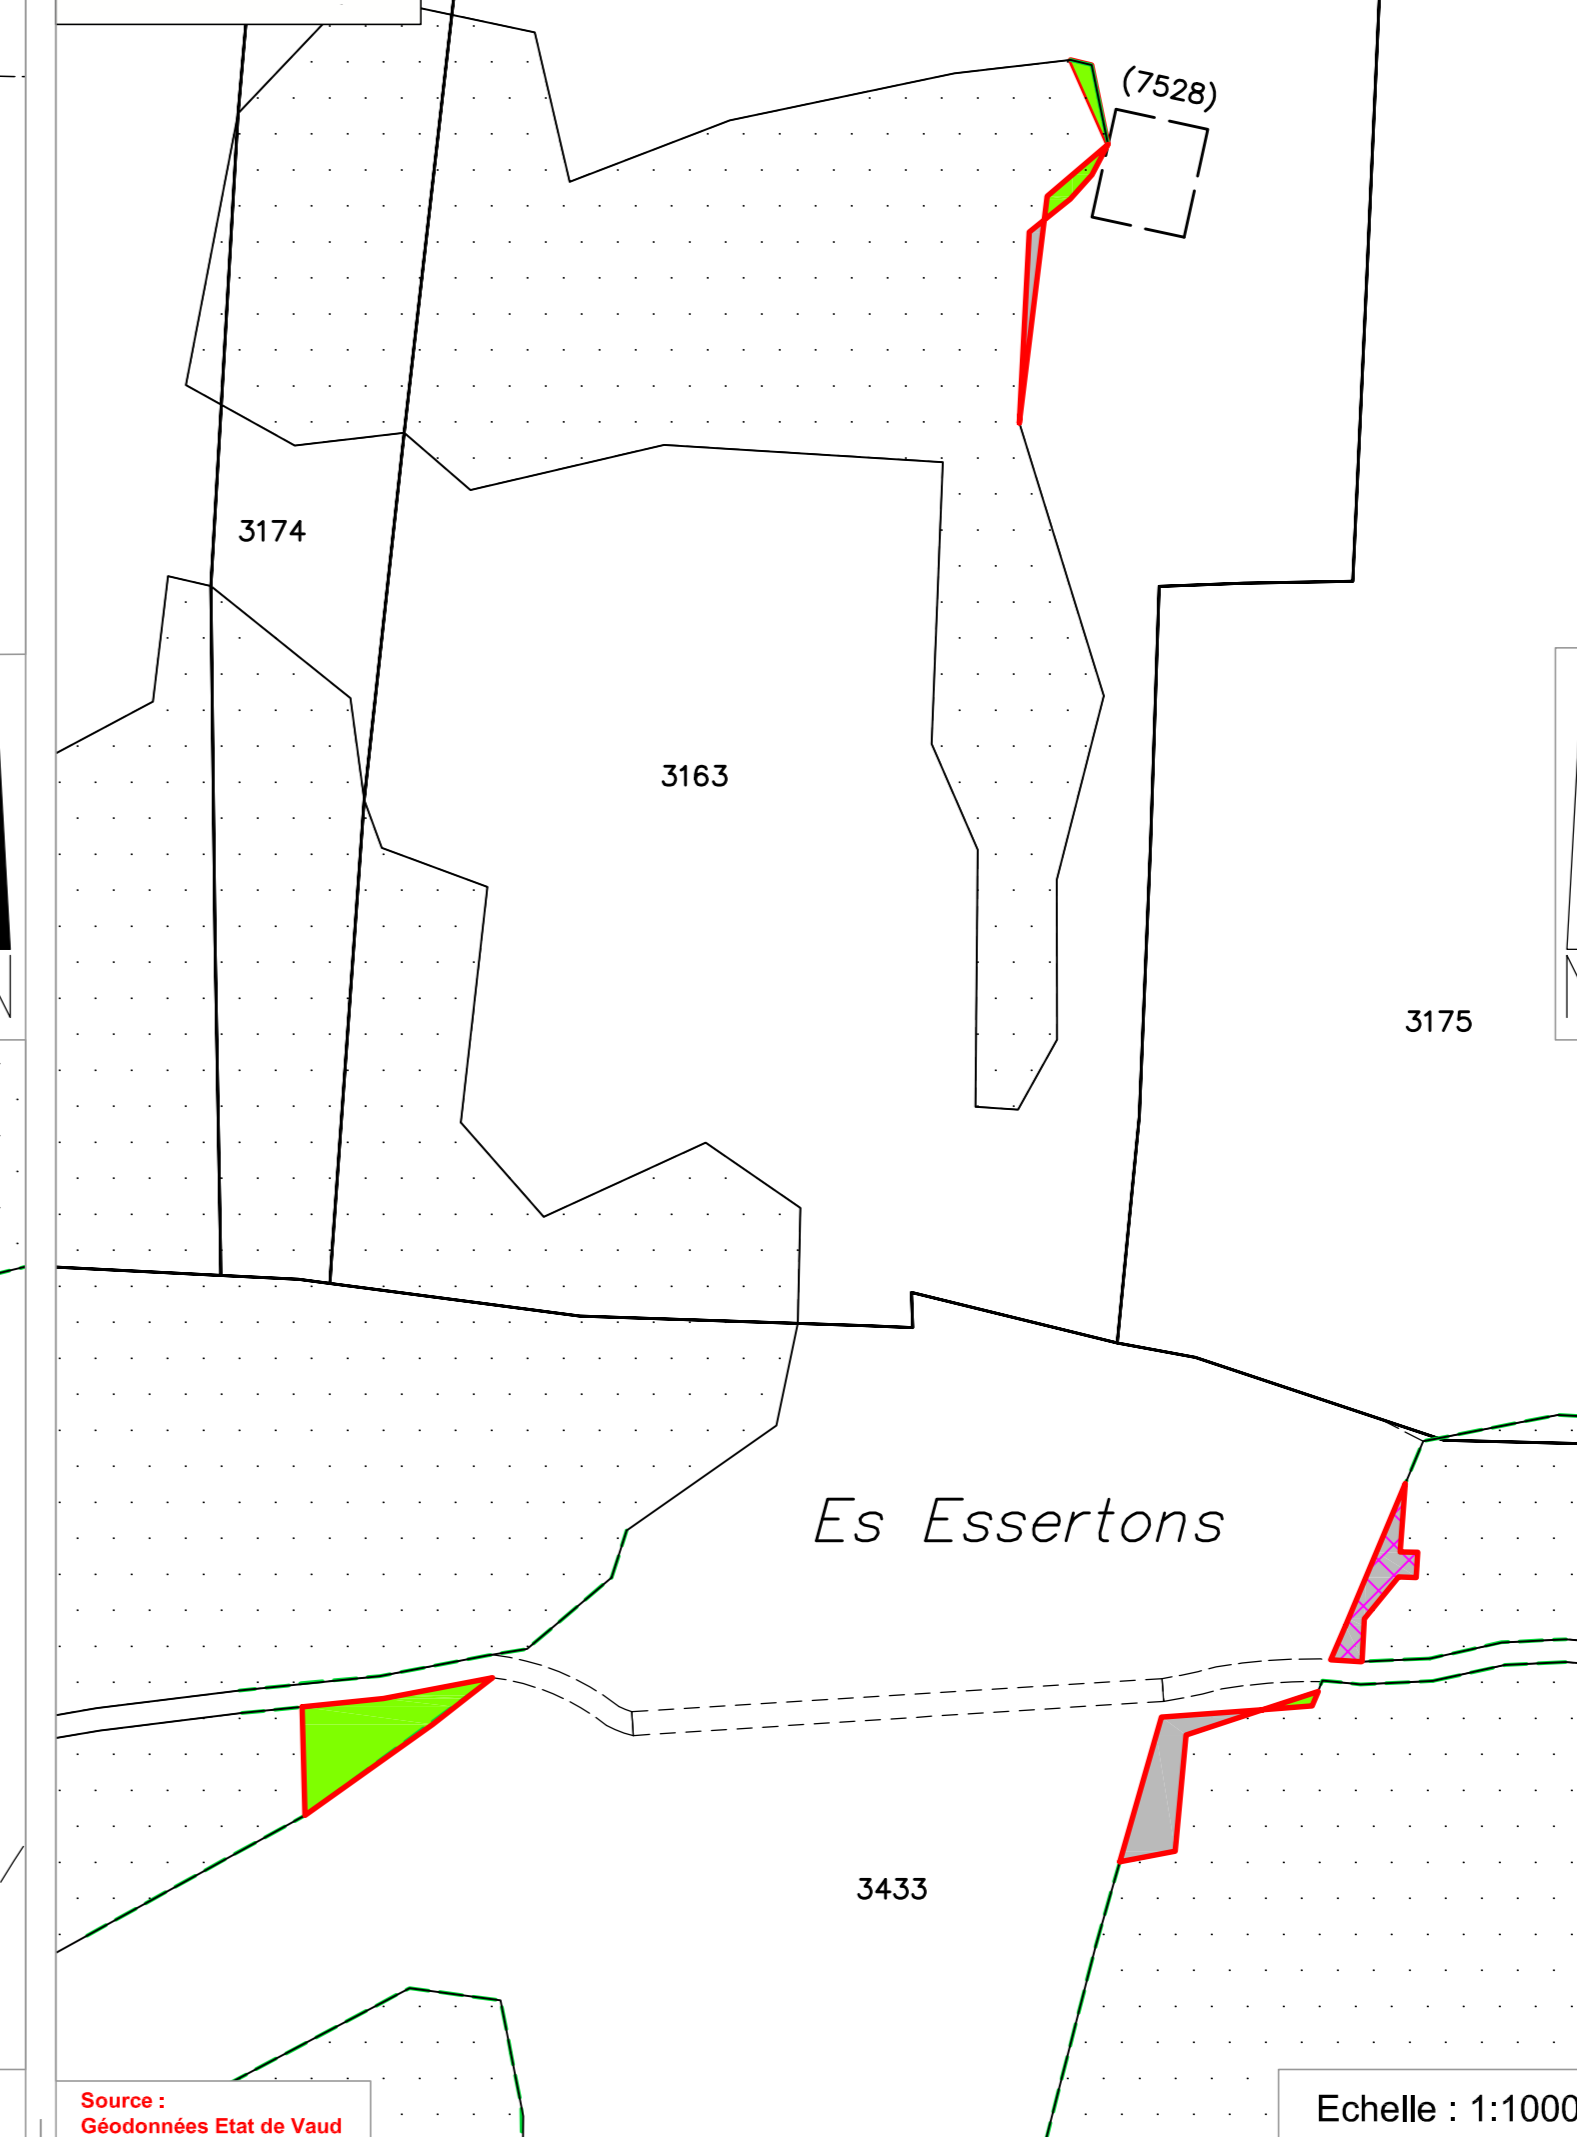 (7528)
3174
3163
3175
Es Essertons
3433
Source :
Géodonnées Etat de Vaud
Echelle : 1:1000